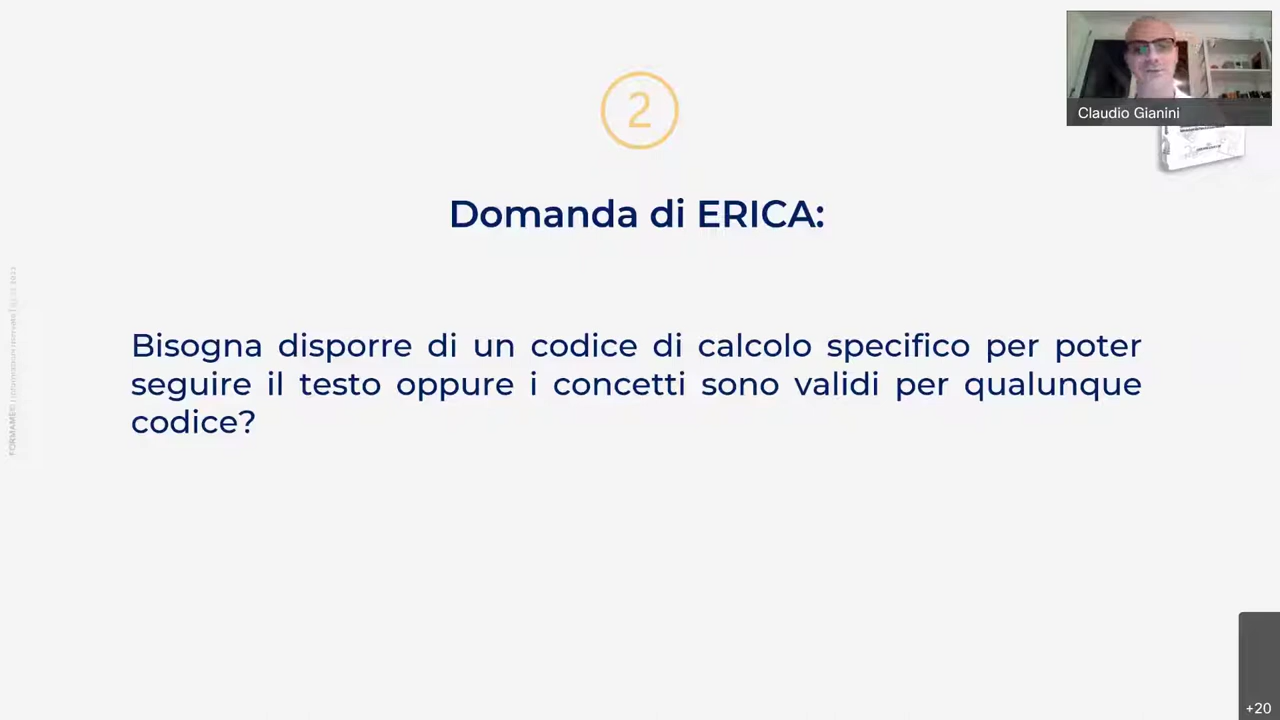 2
Claudio Gianini
Domanda di ERICA:
Bisogna disporre di un codice di calcolo specifico per poter
seguire il testo oppure i concetti sono validi per qualunque
codice?
+20